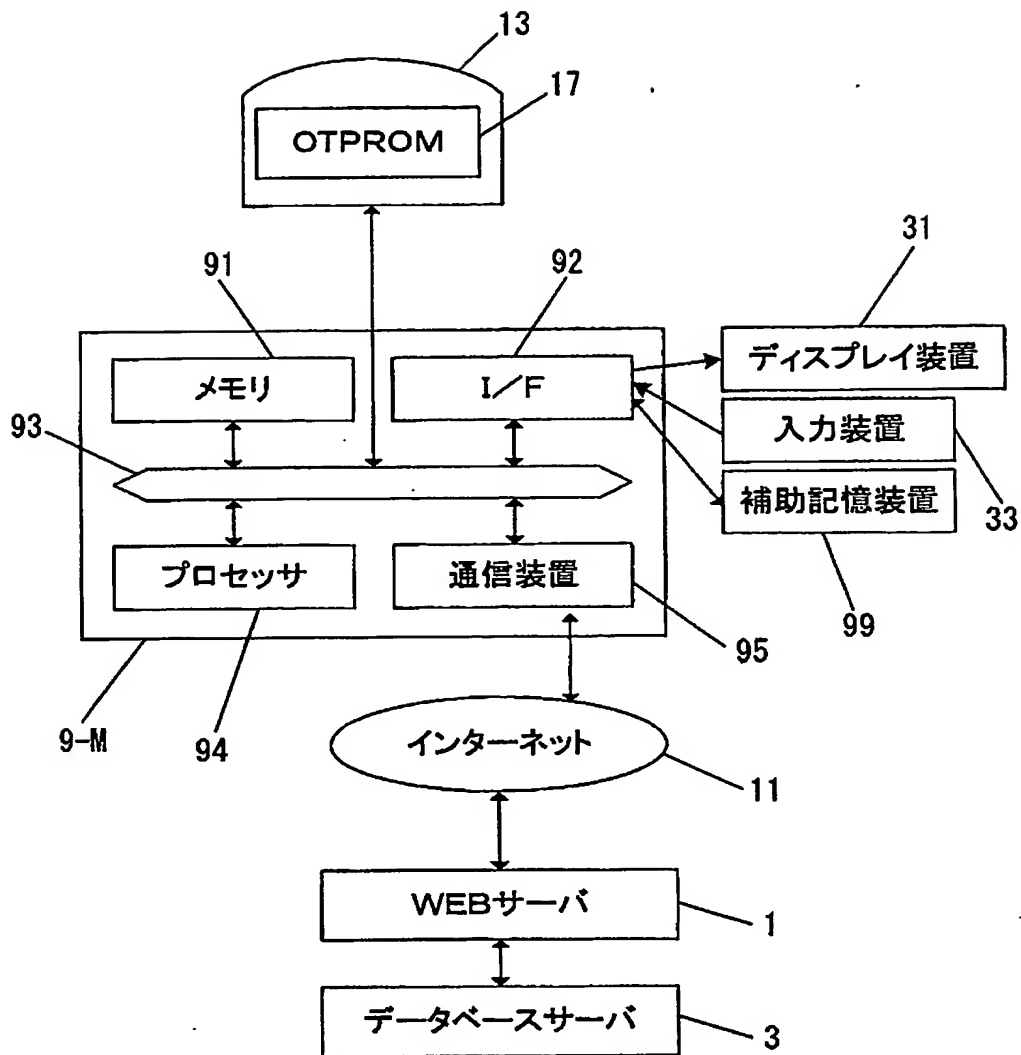 13
17
OTPROM
31
91
92
ディスプレイ装置
メモリ
I/F
入力装置
93
補助記憶装置
33
プロセッサ
通信装置
99
95
9-M
94
インターネット
11
WEBサーバ
1
データベースサーバ
3